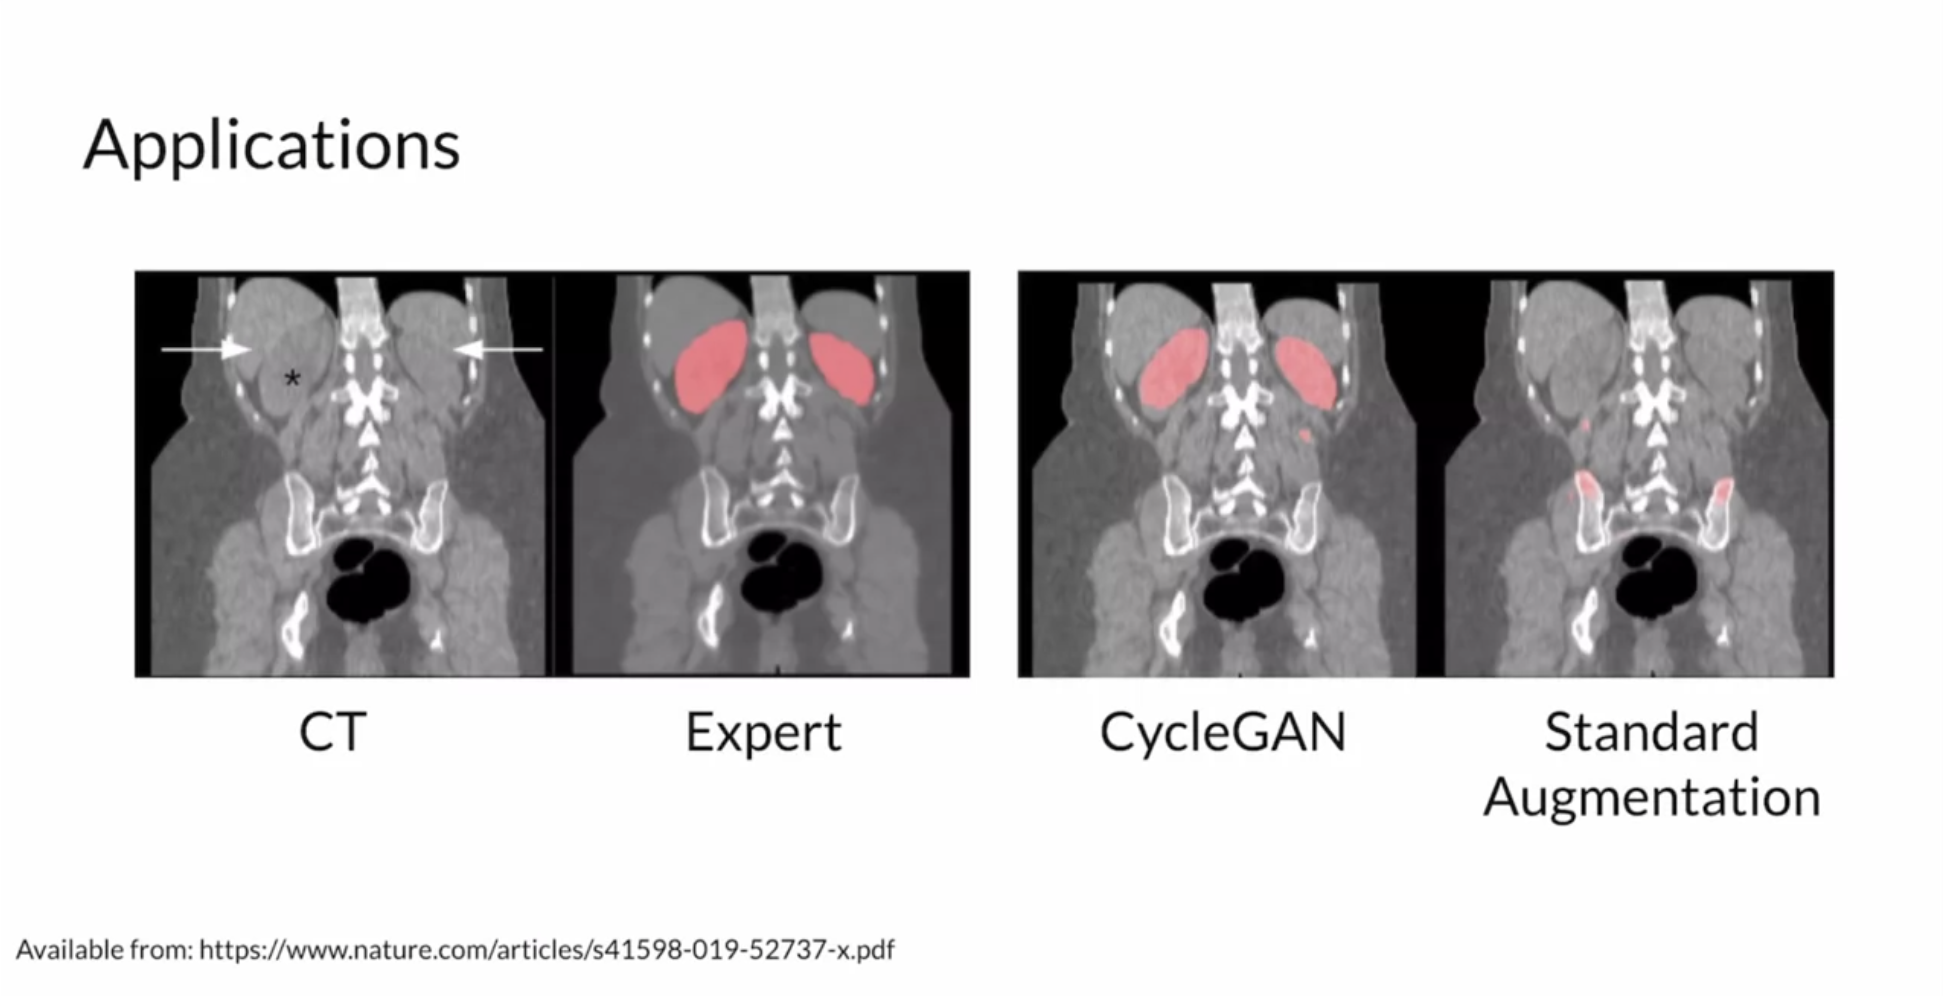 Applications
*
CT
Expert
CycleGAN
Standard
Augmentation
Available from: https://www.nature.com/articles/s41598-019-52737-x.pdf